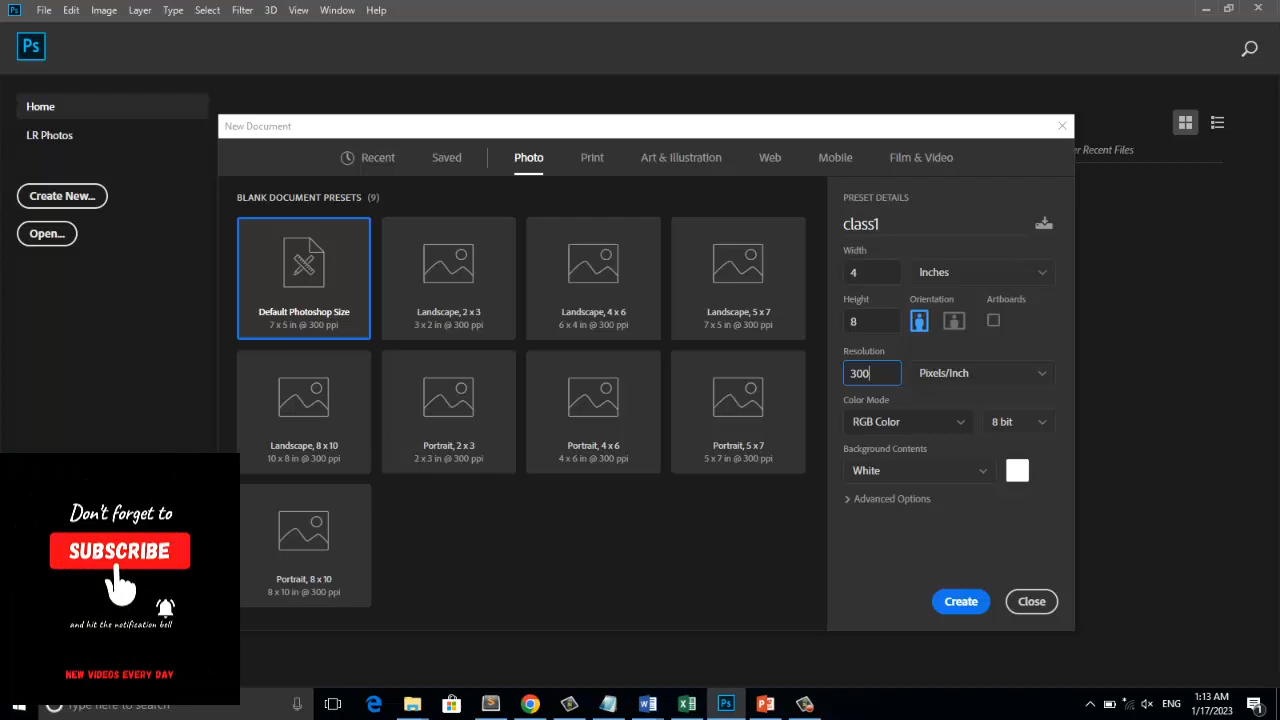 Ps File Edit Image Layer Type Select Filter 3D View Window Help
Ps
Home
LR Photos
Create New...
Open...
New Document
r Recent Files
Recent Saved Photo Print Art & Illustration Web Mobile Film & Video
BLANK DOCUMENT PRESETS (9)
Default Photoshop Size
7 x 5 in @ 300 ppi
Landscape, 2 x 3
3 x 2 in @ 300 ppi
Landscape, 4 x 6
6 x 4 in @ 300 ppi
Landscape, 5 x 7
7 x 5 in @ 300 ppi
Landscape, 8 x 10
10 x 8 in @ 300 ppi
Portrait, 2 x 3
2 x 3 in @ 300 ppi
Portrait, 4 x 6
4 x 6 in @ 300 ppi
Portrait, 5 x 7
5 x 7 in @ 300 ppi
Portrait, 8 x 10
8 x 10 in @ 300 ppi
PRESET DETAILS
class1
Width
4 Inches
Height Orientation Artboards
8
Resolution
300 Pixels/Inch
Color Mode
RGB Color 8 bit
Background Contents
White
Advanced Options
Create Close
Don't forget to
SUBSCRIBE
and hit the notification bell
NEW VIDEOS EVERY DAY
Type here to search
Ps
ENG
1:13 AM
1/17/2023
1